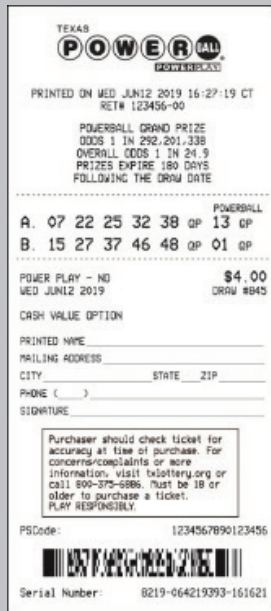 TEXAS
POWERBALL
POWERPLAY
PRINTED ON WED JUN12 2019 16:27:19 CT
RET# 123456-00
POWERBALL GRAND PRIZE
ODDS 1 IN 292,201,338
OVERALL ODDS 1 IN 24.9
PRIZES EXPIRE 180 DAYS
FOLLOWING THE DRAW DATE
POWERBALL
A. 07 22 25 32 38 QP 13 QP
B. 15 27 37 46 48 QP 01 QP
POWER PLAY - NO $4.00
WED JUN12 2019 DRAW #845
CASH VALUE OPTION
PRINTED NAME
MAILING ADDRESS
CITY STATE ZIP
PHONE ( )
SIGNATURE
Purchaser should check ticket for
accuracy at time of purchase. For
concerns/complaints or more
information, visit txlottery.org or
call 800-375-6886. Must be 18 or
older to purchase a ticket.
PLAY RESPONSIBLY.
PSCode: 1234567890123456
Serial Number: 8219-064219393-161621